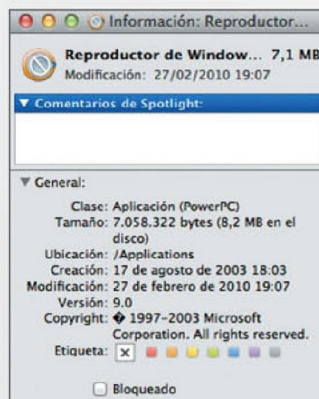 Información: Reproductor...
Reproductor de Window... 7,1 MB
Modificación: 27/02/2010 19:07
▼ Comentarios de Spotlight:
▼ General:
Clase: Aplicación (PowerPC)
Tamaño: 7.058.322 bytes (8,2 MB en el
disco)
Ubicación: /Applications
Creación: 17 de agosto de 2003 18:03
Modificación: 27 de febrero de 2010 19:07
Versión: 9.0
Copyright: � 1997-2003 Microsoft
Corporation. All rights reserved.
Etiqueta:
Bloqueado